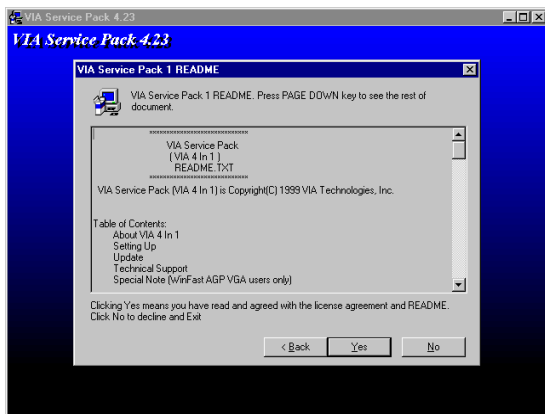 VIA Service Pack 4.23
VIA Service Pack 4.23
VIA Service Pack 1 README
VIA Service Pack 1 README. Press PAGE DOWN key to see the rest of
document.
VIA Service Pack
( VIA 4 In 1 )
README.TXT
VIA Service Pack (VIA 4 In 1) is Copyright(C) 1999 VIA Technologies, Inc.
Table of Contents:
About VIA 4 In 1
Setting Up
Update
Technical Support
Special Note (WinFast AGP VGA users only)
Clicking Yes means you have read and agreed with the license agreement and README.
Click No to decline and Exit
< Back
Yes
No